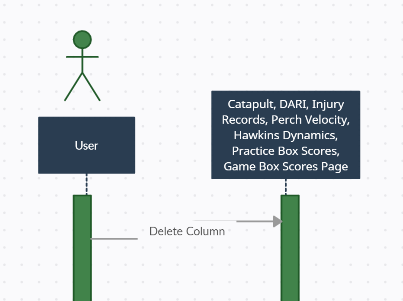 User
Catapult, DARI, Injury
Records, Perch Velocity,
Hawkins Dynamics,
Practice Box Scores,
Game Box Scores Page
Delete Column